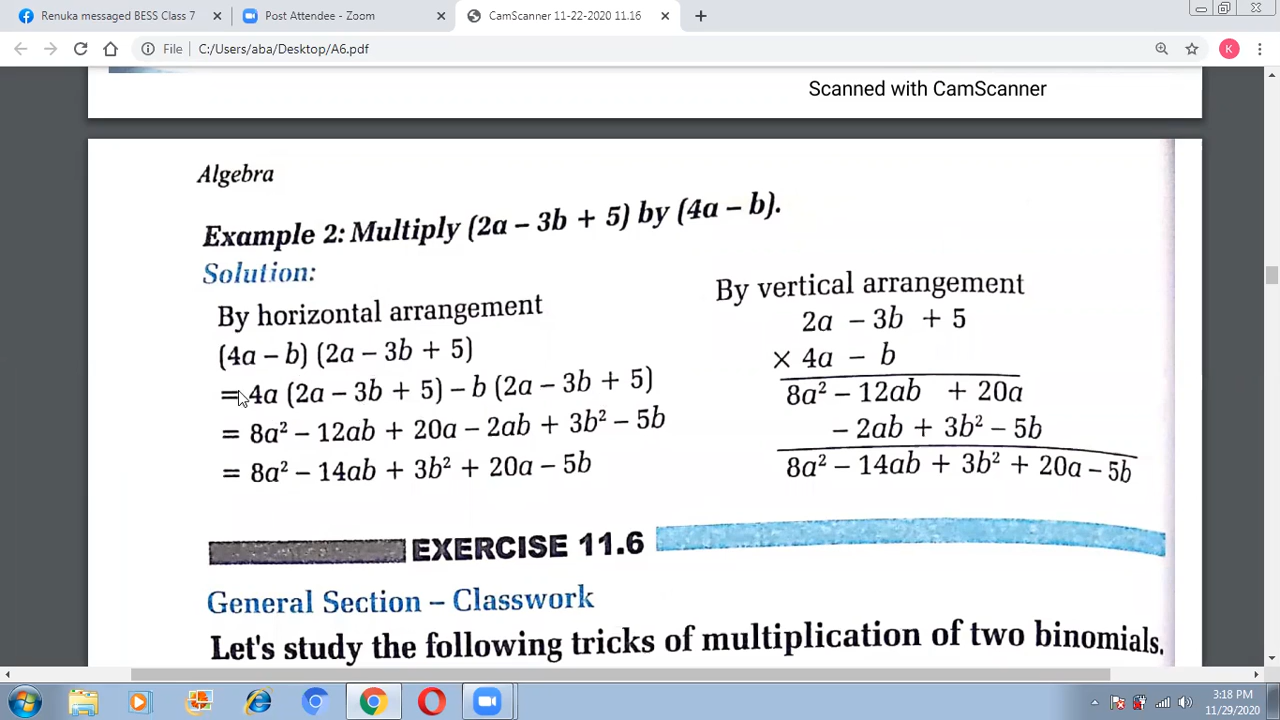 Renuka messaged BESS Class 7
Post Attendee - Zoom
CamScanner 11-22-2020 11.16
File
C:/Users/aba/Desktop/A6.pdf
K
Scanned with CamScanner
Algebra
Example 2: Multiply (2a – 3b + 5) by (4a – b).
Solution:
By horizontal arrangement
(4a – b) (2a – 3b + 5)
= 4a (2a – 3b + 5) – b (2a – 3b + 5)
= 8a² – 12ab + 20a – 2ab + 3b² – 5b
= 8a² – 14ab + 3b² + 20a – 5b
By vertical arrangement
2a – 3b + 5
× 4a – b
8a² – 12ab + 20a
– 2ab + 3b² – 5b
8a² – 14ab + 3b² + 20a – 5b
EXERCISE 11.6
General Section – Classwork
Let's study the following tricks of multiplication of two binomials.
3:18 PM
11/29/2020